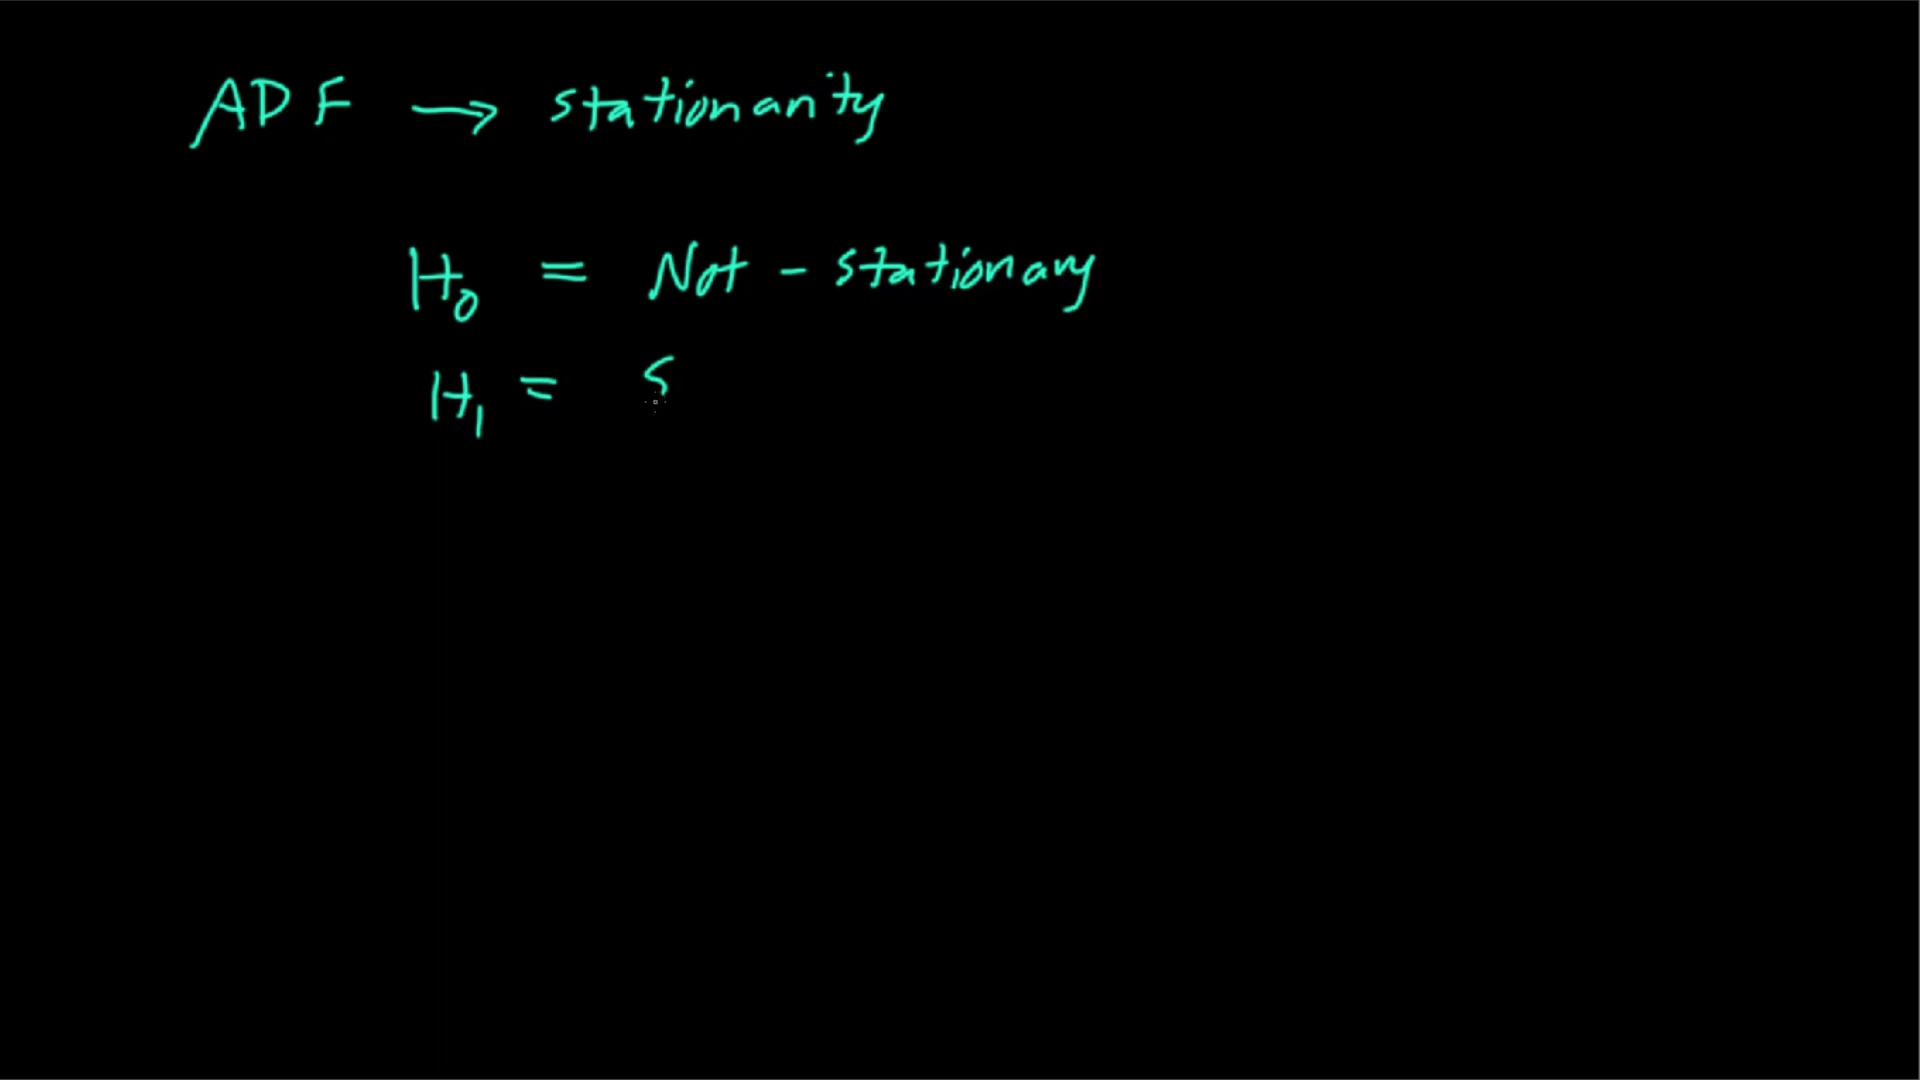 ADF → stationarity
H₀ = Not - stationary
H₁ = S